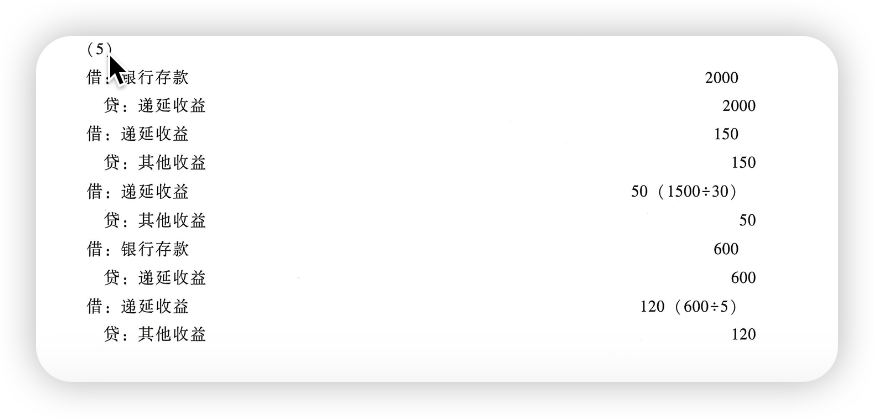 (5)
借：银行存款 2000
贷：递延收益 2000
借：递延收益 150
贷：其他收益 150
借：递延收益 50（1500÷30）
贷：其他收益 50
借：银行存款 600
贷：递延收益 600
借：递延收益 120（600÷5）
贷：其他收益 120